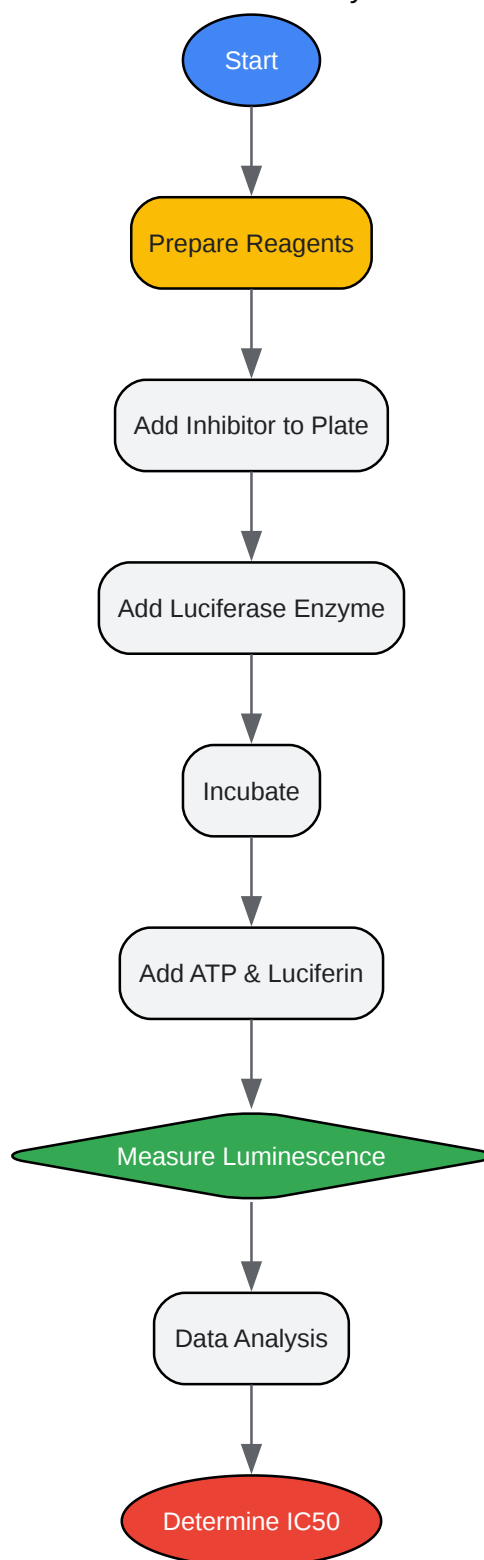 Start
Prepare Reagents
Add Inhibitor to Plate
Add Luciferase Enzyme
Incubate
Add ATP & Luciferin
Measure Luminescence
Data Analysis
Determine IC50